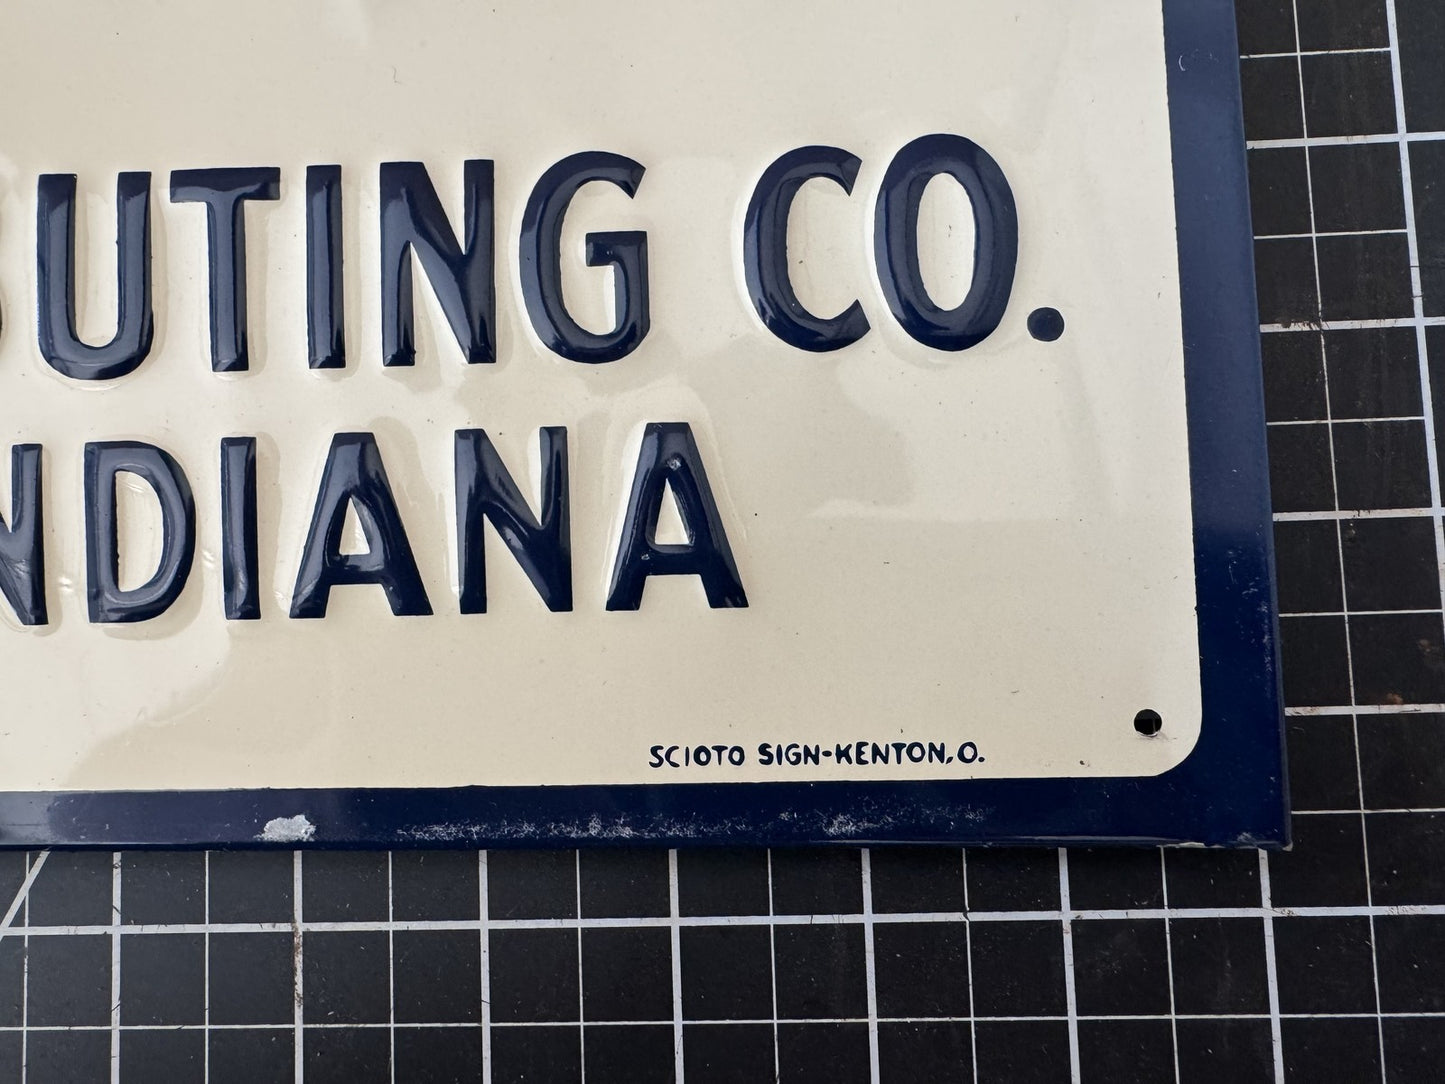 BUTING CO.
NDIANA
SCIOTO SIGN-KENTON, O.